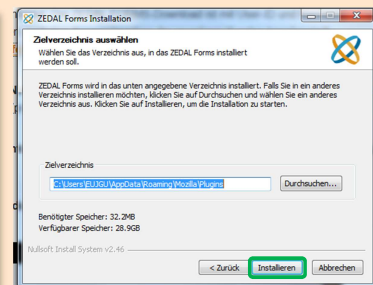 ZEDAL Forms Installation
Zielverzeichnis auswählen
Wählen Sie das Verzeichnis aus, in das ZEDAL Forms installiert
werden soll.
ZEDAL Forms wird in das unten angegebene Verzeichnis installiert. Falls Sie in ein anderes
Verzeichnis installieren möchten, klicken Sie auf Durchsuchen und wählen Sie ein anderes
Verzeichnis aus. Klicken Sie auf Installieren, um die Installation zu starten.
Zielverzeichnis
C:\Users\EUJGU\AppData\Roaming\Mozilla\Plugins
Durchsuchen...
Benötigter Speicher: 32.2MB
Verfügbarer Speicher: 28.9GB
Nullsoft Install System v2.46
< Zurück
Installieren
Abbrechen